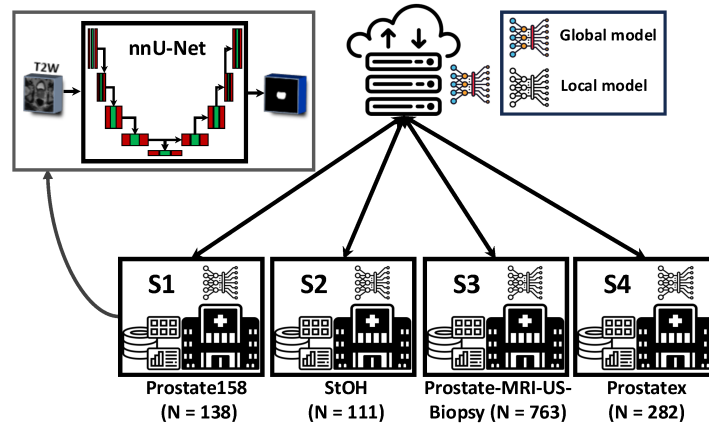 nnU-Net
T2W
Global model
Local model
S1
S2
S3
S4
Prostate158
(N = 138)
StOH
(N = 111)
Prostate-MRI-US-
Biopsy (N = 763)
Prostatex
(N = 282)